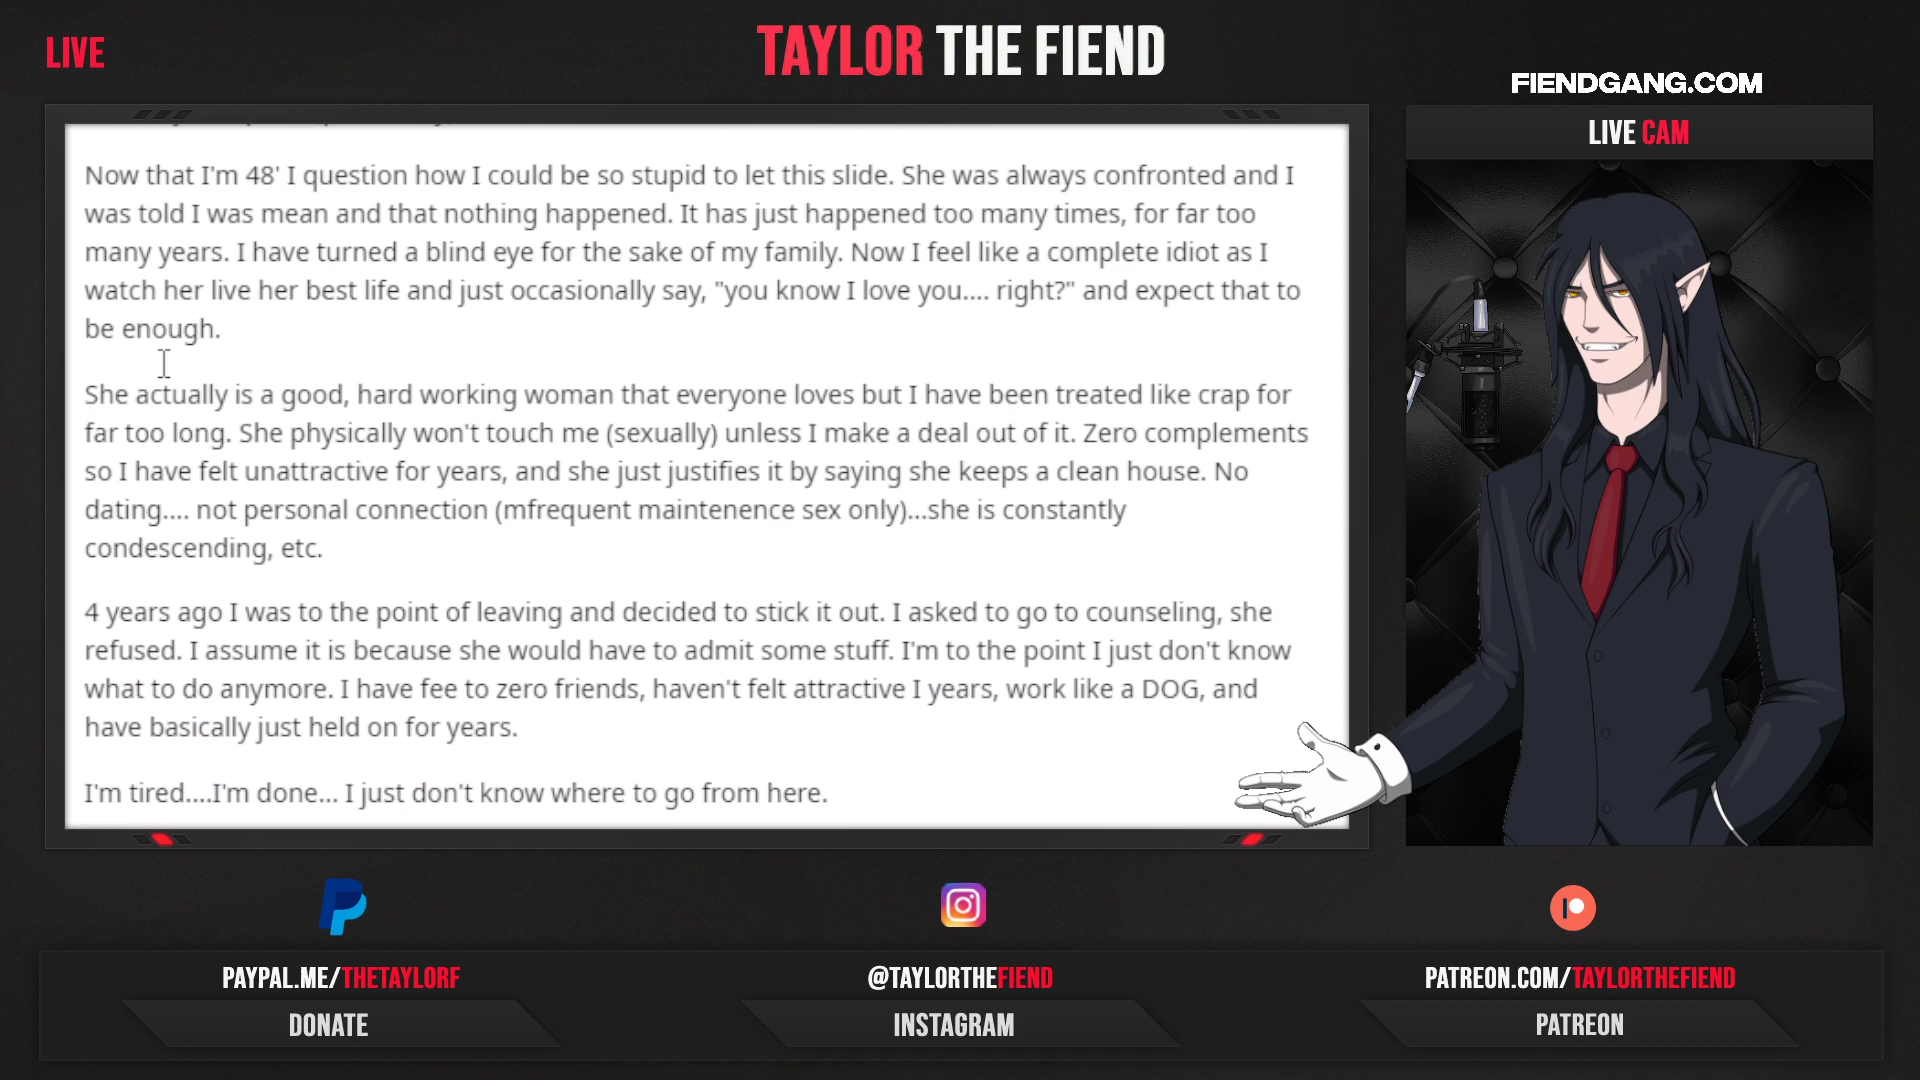 LIVE
TAYLOR THE FIEND
FIENDGANG.COM
LIVE CAM
Now that I'm 48' I question how I could be so stupid to let this slide. She was always confronted and I
was told I was mean and that nothing happened. It has just happened too many times, for far too
many years. I have turned a blind eye for the sake of my family. Now I feel like a complete idiot as I
watch her live her best life and just occasionally say, "you know I love you.... right?" and expect that to
be enough.
She actually is a good, hard working woman that everyone loves but I have been treated like crap for
far too long. She physically won't touch me (sexually) unless I make a deal out of it. Zero complements
so I have felt unattractive for years, and she just justifies it by saying she keeps a clean house. No
dating.... not personal connection (mfrequent maintenence sex only)...she is constantly
condescending, etc.
4 years ago I was to the point of leaving and decided to stick it out. I asked to go to counseling, she
refused. I assume it is because she would have to admit some stuff. I'm to the point I just don't know
what to do anymore. I have fee to zero friends, haven't felt attractive I years, work like a DOG, and
have basically just held on for years.
I'm tired....I'm done... I just don't know where to go from here.
PAYPAL.ME/THETAYLORF
DONATE
@TAYLORTHEFIEND
INSTAGRAM
PATREON.COM/TAYLORTHEFIEND
PATREON